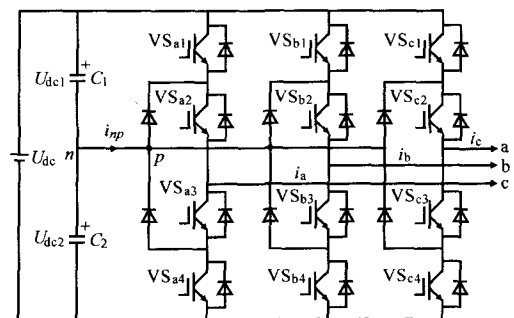 VSa1 VSb1 VSc1
Udc1 + C1
VSa2 VSb2 VSc2
inp ic a
Udc n p ib b
ia c
VSa3 VSb3 VSc3
Udc2 + C2
VSa4 VSb4 VSc4